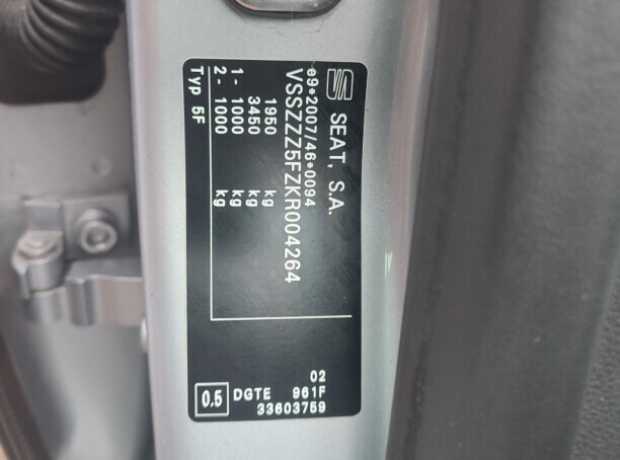 SEAT, S.A.
e9*2007/46*0094
VSSZZZ5FZKR004264
1950 kg
3450 kg
1- 1000 kg
2- 1000 kg
Typ 5F
02
0.5 DGTE 961F
33603759